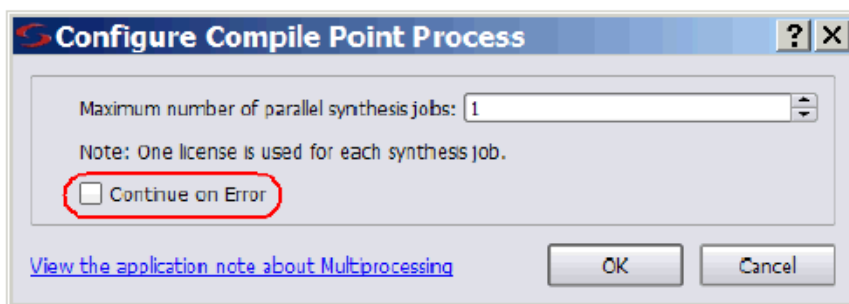 Configure Compile Point Process
Maximum number of parallel synthesis jobs: 1
Note: One license is used for each synthesis job.
Continue on Error
View the application note about Multiprocessing
OK
Cancel